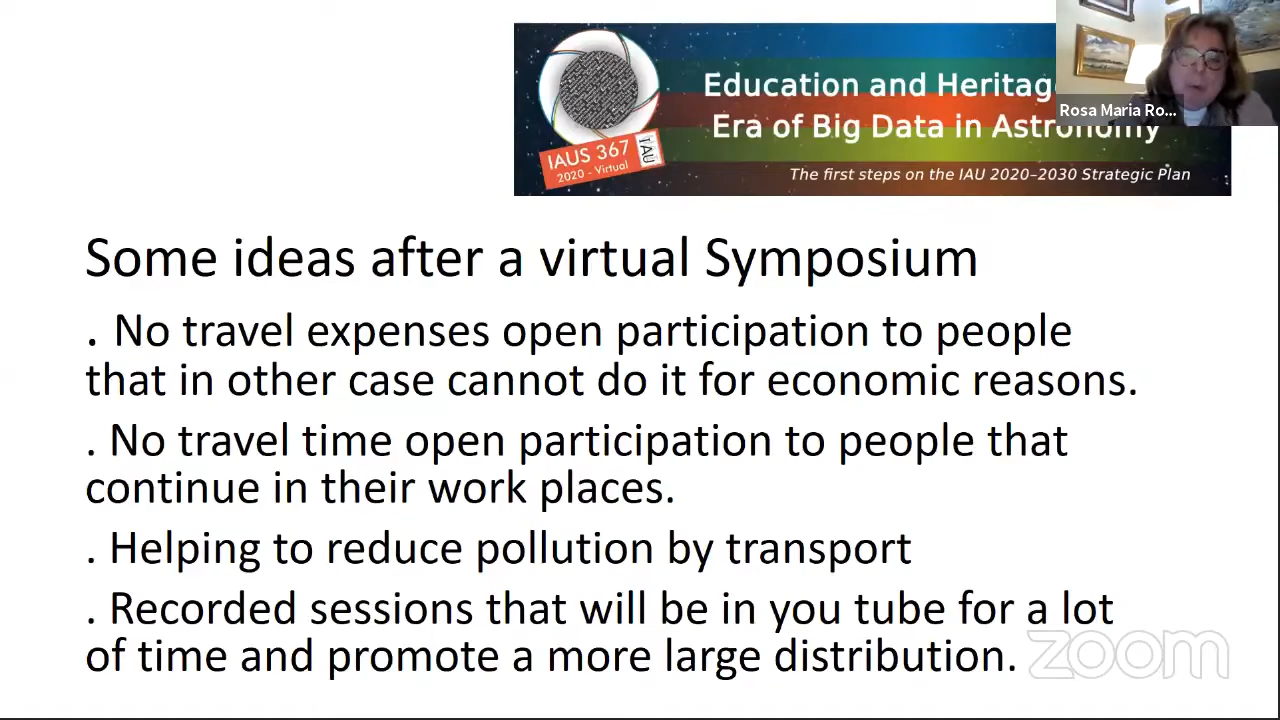 Education and Heritag
Era of Big Data in Astronomy
The first steps on the IAU 2020–2030 Strategic Plan
IAUS 367
2020 - Virtual
IAU
Rosa Maria Ro...
Some ideas after a virtual Symposium
. No travel expenses open participation to people
that in other case cannot do it for economic reasons.
. No travel time open participation to people that
continue in their work places.
. Helping to reduce pollution by transport
. Recorded sessions that will be in you tube for a lot
of time and promote a more large distribution.
zoom